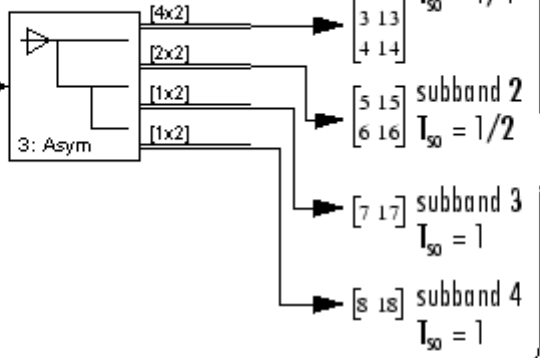 [4x2]
[2x2]
[1x2]
[1x2]
3: Asym
3 13
4 14
5 15
6 16
subband 2
Tso = 1/2
[7 17]
subband 3
Tso = 1
[8 18]
subband 4
Tso = 1